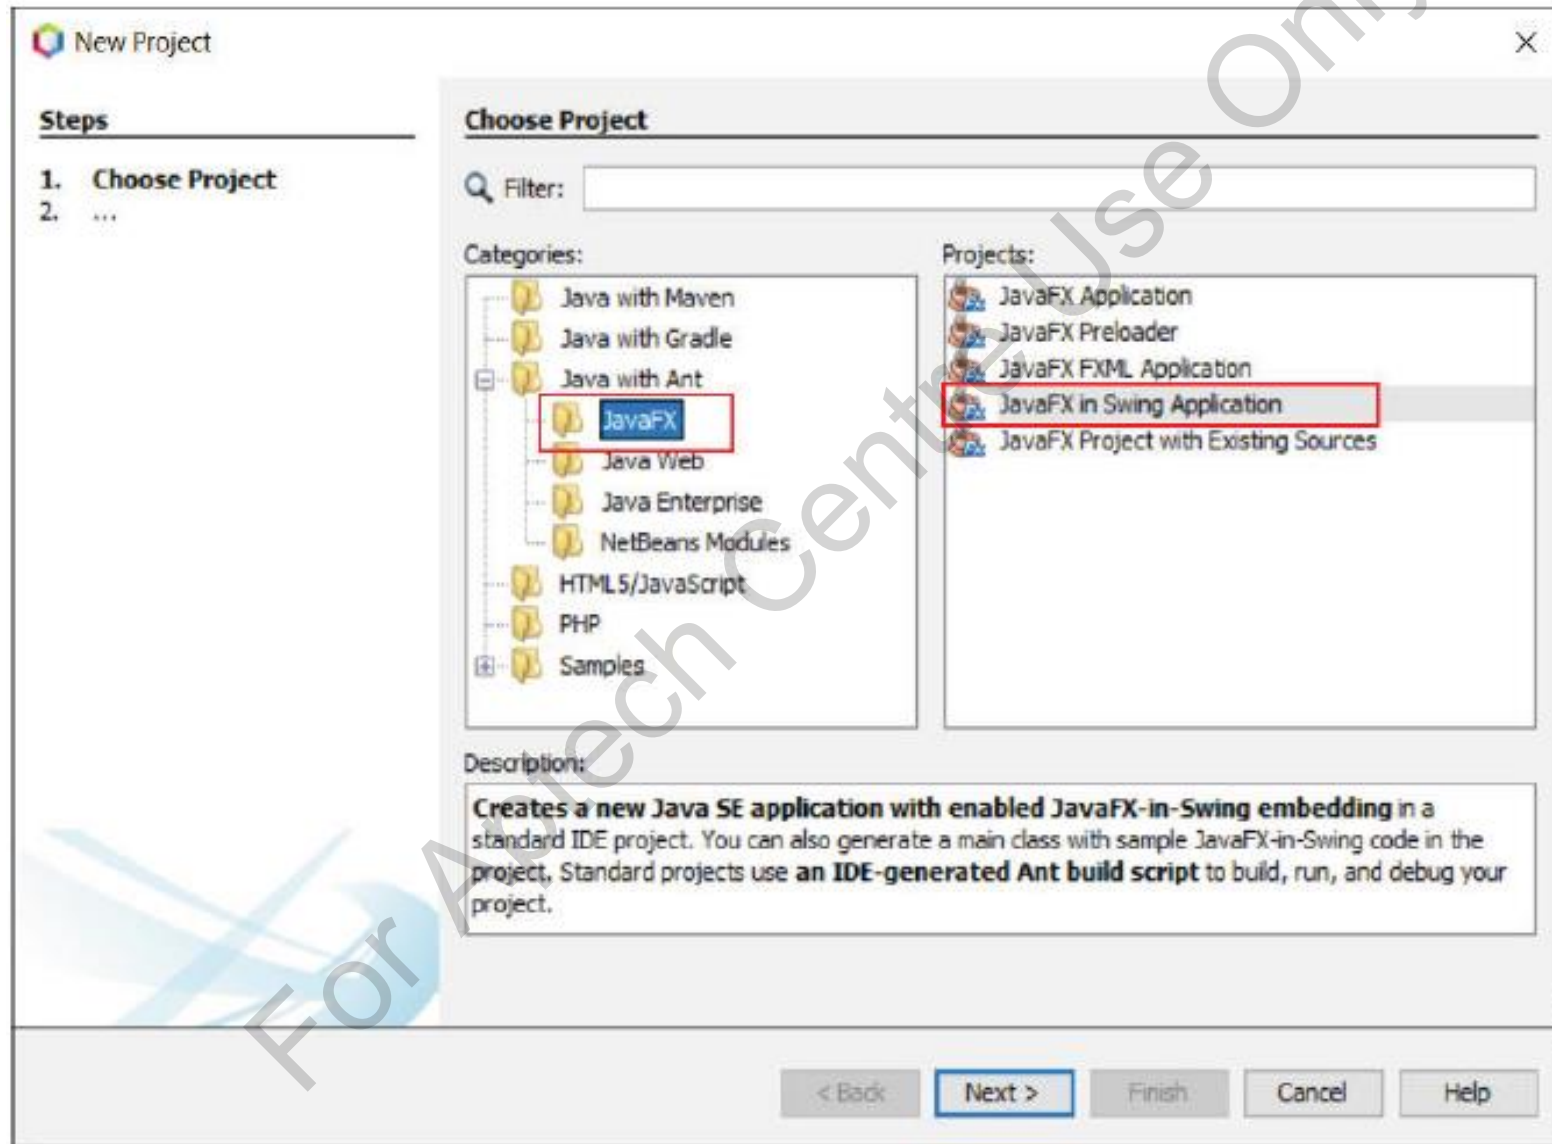 New Project
Steps
1. Choose Project
2. ...
Choose Project
Filter:
Categories:
Java with Maven
Java with Gradle
Java with Ant
JavaFX
Java Web
Java Enterprise
NetBeans Modules
HTML5/JavaScript
PHP
Samples
Projects:
JavaFX Application
JavaFX Preloader
JavaFX FXML Application
JavaFX in Swing Application
JavaFX Project with Existing Sources
Description:
Creates a new Java SE application with enabled JavaFX-in-Swing embedding in a
standard IDE project. You can also generate a main class with sample JavaFX-in-Swing code in the
project. Standard projects use an IDE-generated Ant build script to build, run, and debug your
project.
< Back
Next >
Finish
Cancel
Help
For Aptech Centre Use Only